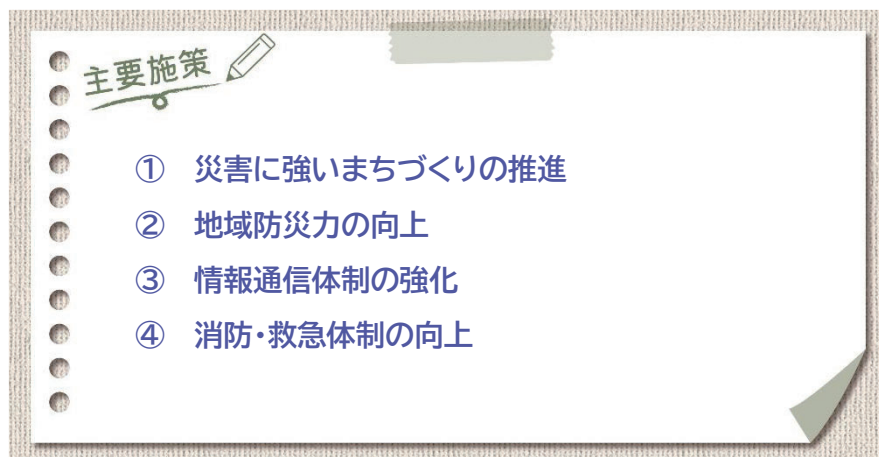 主要施策
① 災害に強いまちづくりの推進
② 地域防災力の向上
③ 情報通信体制の強化
④ 消防・救急体制の向上